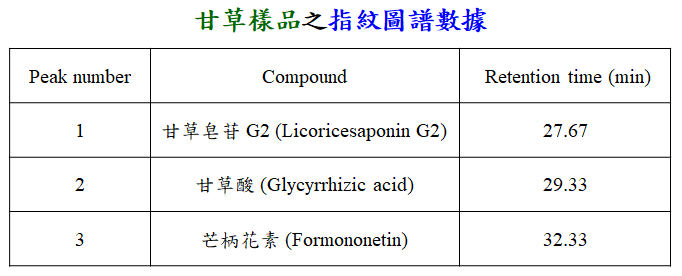 甘草樣品之指紋圖譜數據
Peak number Compound Retention time (min)
1 甘草皂苷 G2 (Licoricesaponin G2) 27.67
2 甘草酸 (Glycyrrhizic acid) 29.33
3 芒柄花素 (Formononetin) 32.33